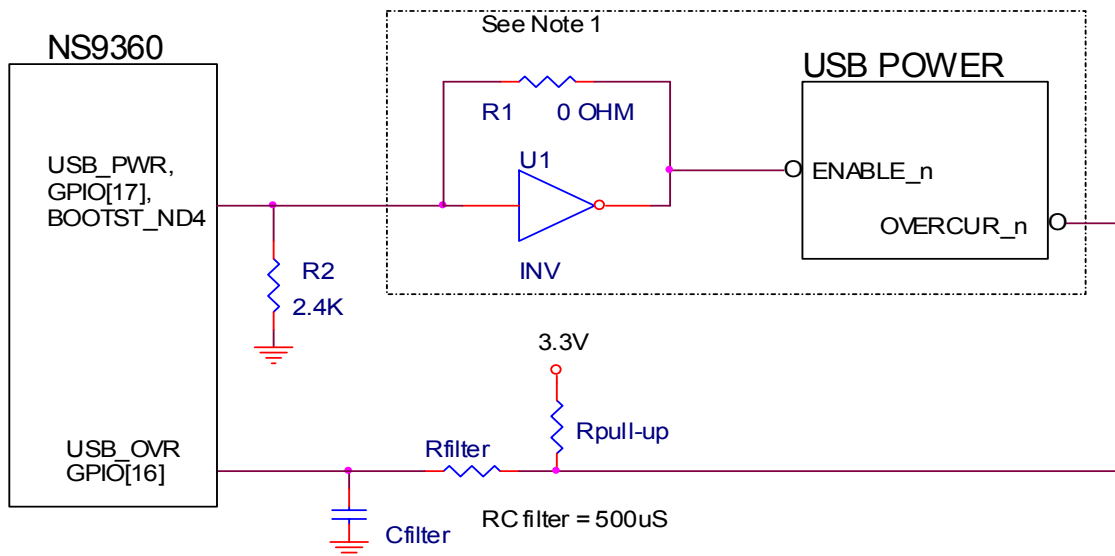 See Note 1
NS9360
USB POWER
R1 0 OHM
USB_PWR,
GPIO[17],
BOOTST_ND4
U1
ENABLE_n
OVERCUR_n
R2
2.4K
INV
3.3V
USB_OVR
GPIO[16]
Rfilter
Rpull-up
RC filter = 500uS
Cfilter